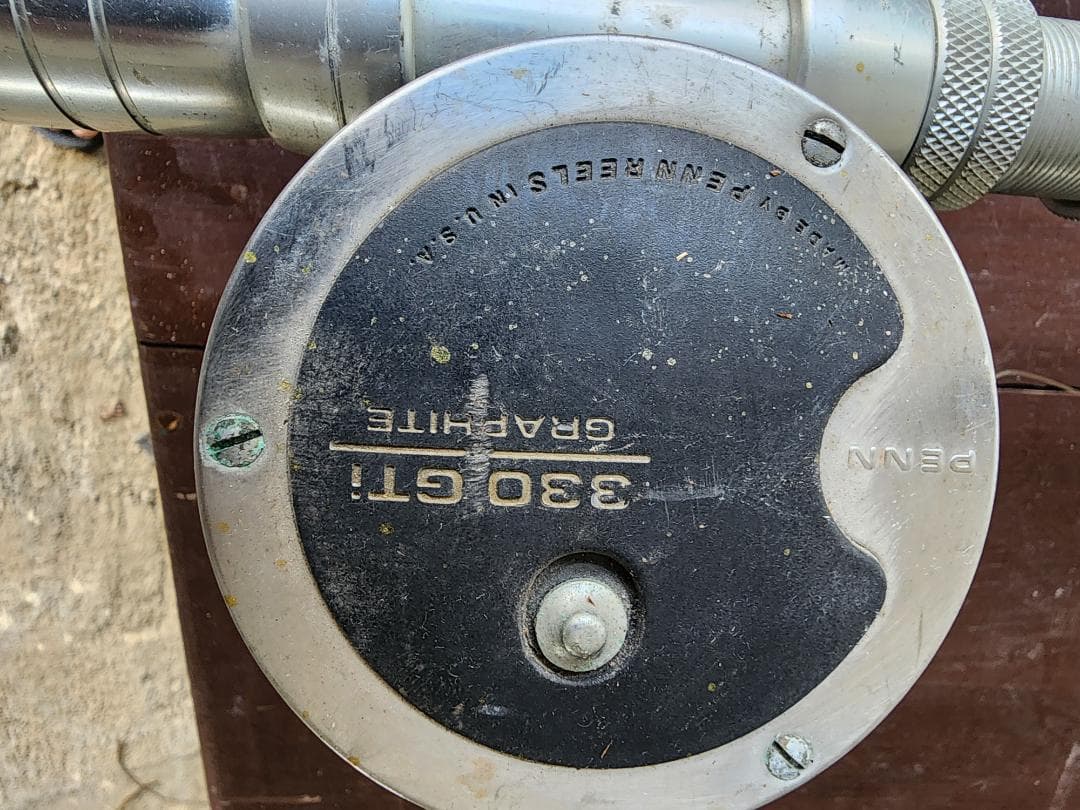 PENN
330 GTi
GRAPHITE
MADE BY PENN REELS IN U.S.A.